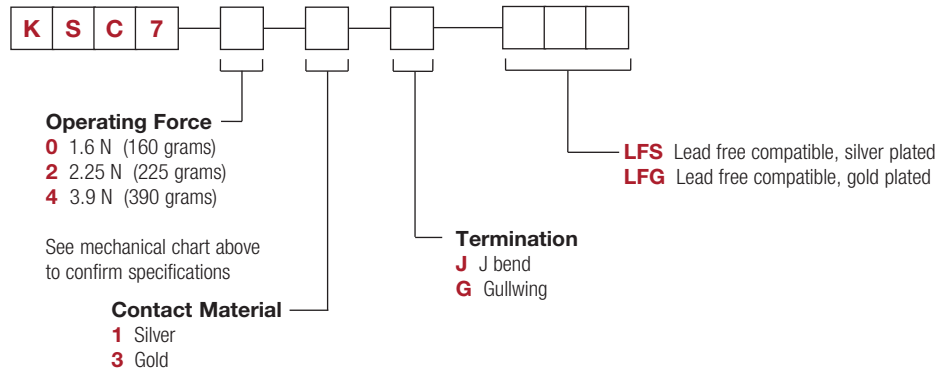 K S C 7
Operating Force
0 1.6 N (160 grams)
2 2.25 N (225 grams)
4 3.9 N (390 grams)
See mechanical chart above
to confirm specifications
Contact Material
1 Silver
3 Gold
Termination
J J bend
G Gullwing
LFS Lead free compatible, silver plated
LFG Lead free compatible, gold plated